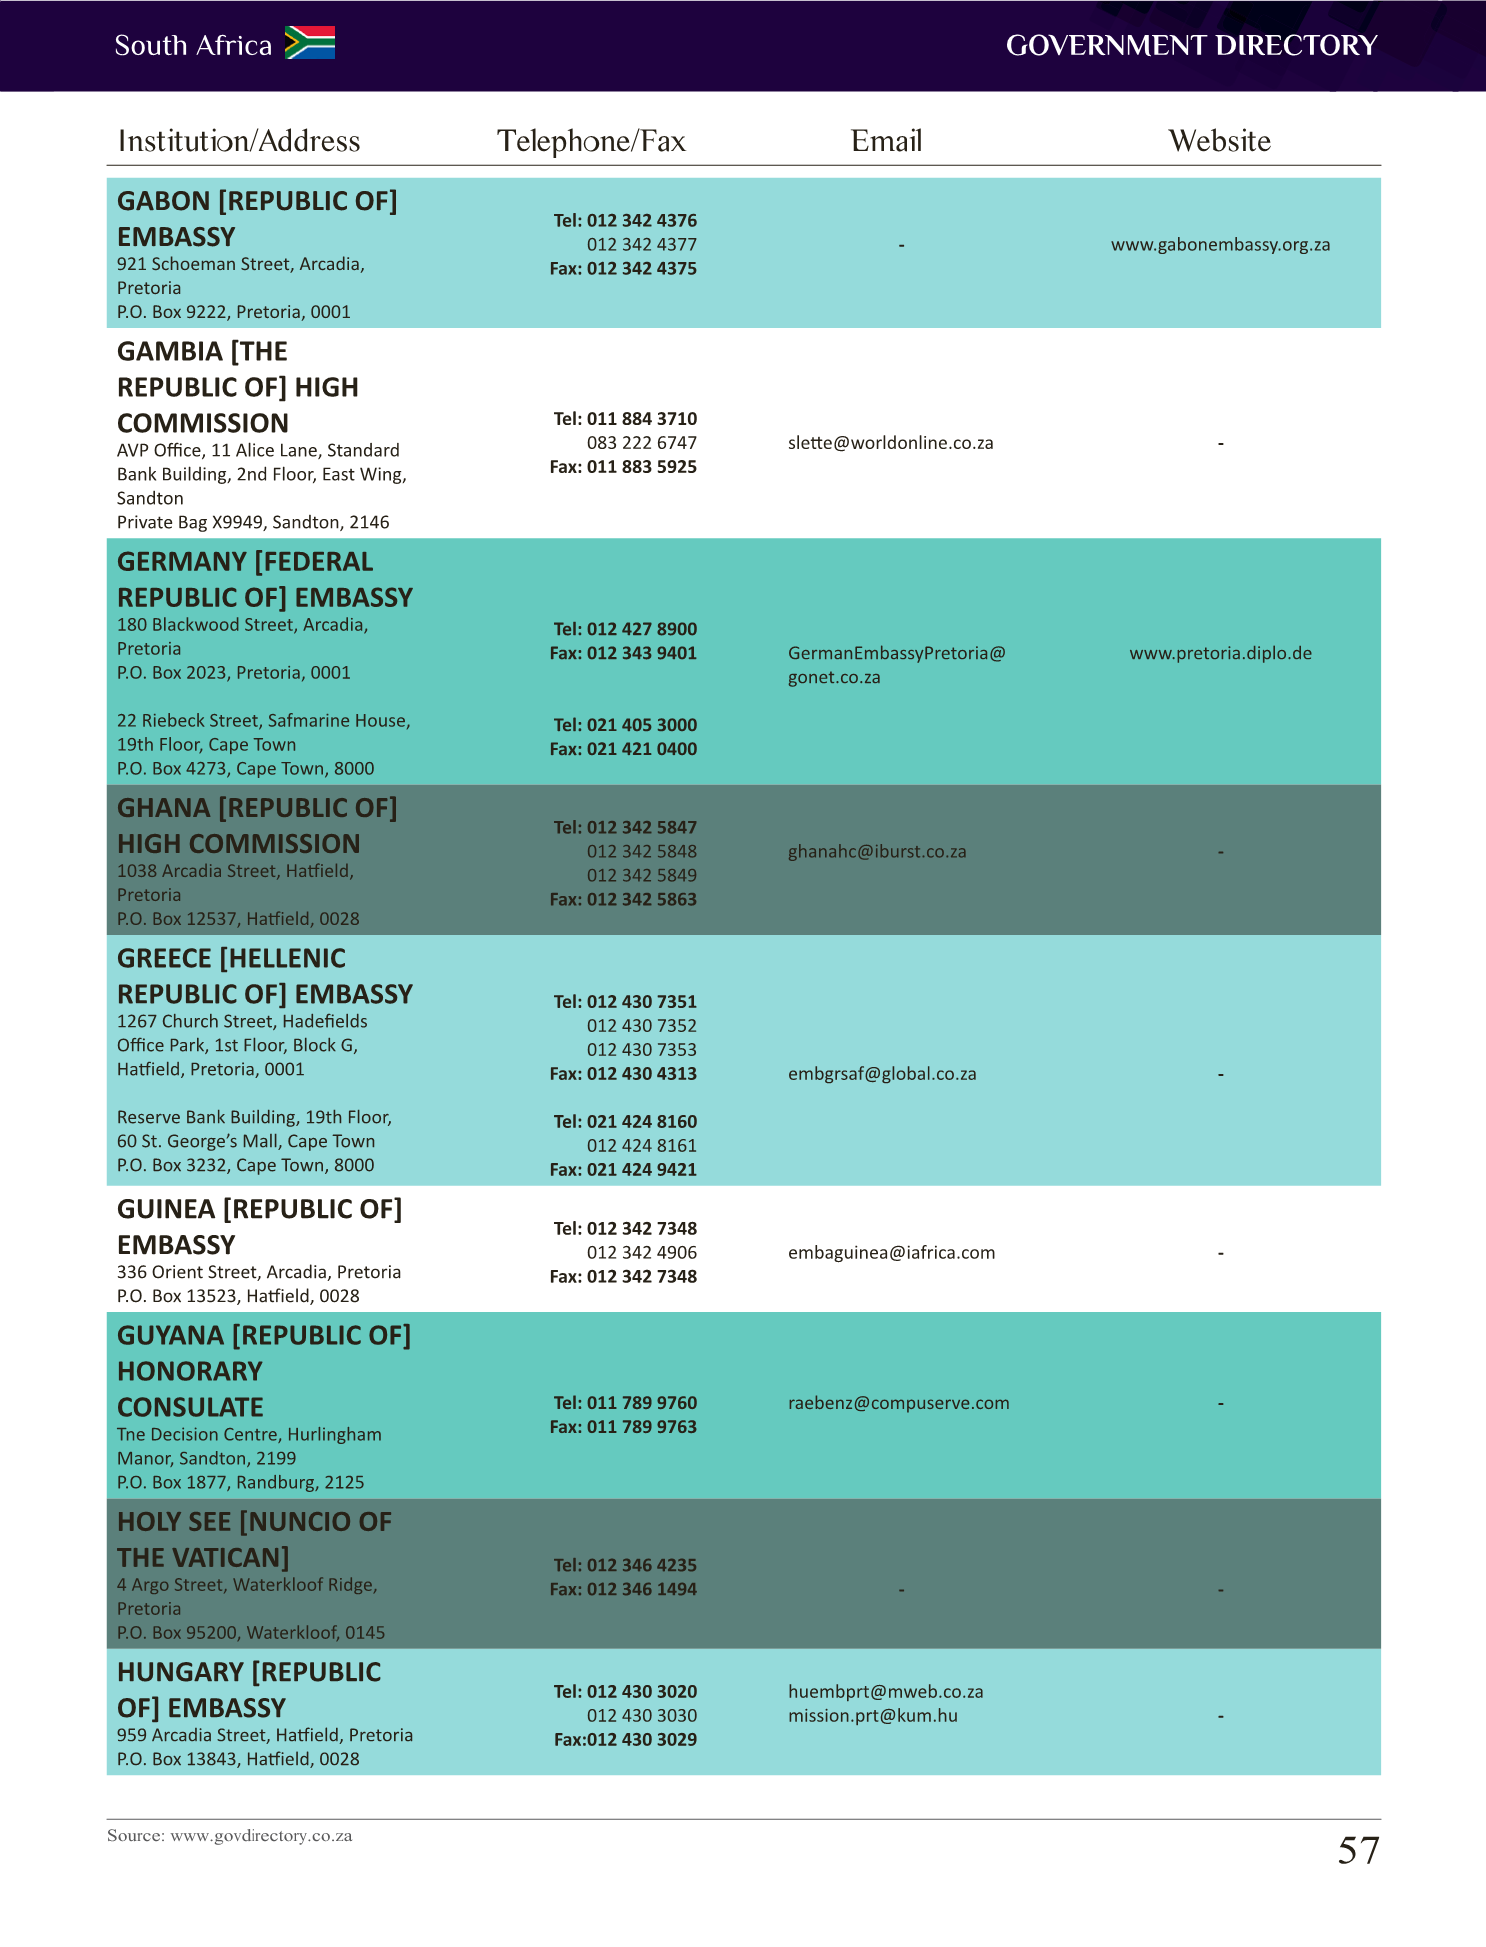 South Africa
GOVERNMENT DIRECTORY
Institution/Address Telephone/Fax Email Website
GABON [REPUBLIC OF]
EMBASSY
921 Schoeman Street, Arcadia,
Pretoria
P.O. Box 9222, Pretoria, 0001
Tel: 012 342 4376
012 342 4377
Fax: 012 342 4375
-
www.gabonembassy.org.za
GAMBIA [THE
REPUBLIC OF] HIGH
COMMISSION
AVP Office, 11 Alice Lane, Standard
Bank Building, 2nd Floor, East Wing,
Sandton
Private Bag X9949, Sandton, 2146
Tel: 011 884 3710
083 222 6747
Fax: 011 883 5925
slette@worldonline.co.za
-
GERMANY [FEDERAL
REPUBLIC OF] EMBASSY
180 Blackwood Street, Arcadia,
Pretoria
P.O. Box 2023, Pretoria, 0001
22 Riebeck Street, Safmarine House,
19th Floor, Cape Town
P.O. Box 4273, Cape Town, 8000
Tel: 012 427 8900
Fax: 012 343 9401
Tel: 021 405 3000
Fax: 021 421 0400
GermanEmbassyPretoria@
gonet.co.za
www.pretoria.diplo.de
GHANA [REPUBLIC OF]
HIGH COMMISSION
1038 Arcadia Street, Hatfield,
Pretoria
P.O. Box 12537, Hatfield, 0028
Tel: 012 342 5847
012 342 5848
012 342 5849
Fax: 012 342 5863
ghanahc@iburst.co.za
-
GREECE [HELLENIC
REPUBLIC OF] EMBASSY
1267 Church Street, Hadefields
Office Park, 1st Floor, Block G,
Hatfield, Pretoria, 0001
Reserve Bank Building, 19th Floor,
60 St. George’s Mall, Cape Town
P.O. Box 3232, Cape Town, 8000
Tel: 012 430 7351
012 430 7352
012 430 7353
Fax: 012 430 4313
Tel: 021 424 8160
012 424 8161
Fax: 021 424 9421
embgrsaf@global.co.za
-
GUINEA [REPUBLIC OF]
EMBASSY
336 Orient Street, Arcadia, Pretoria
P.O. Box 13523, Hatfield, 0028
Tel: 012 342 7348
012 342 4906
Fax: 012 342 7348
embaguinea@iafrica.com
-
GUYANA [REPUBLIC OF]
HONORARY
CONSULATE
Tne Decision Centre, Hurlingham
Manor, Sandton, 2199
P.O. Box 1877, Randburg, 2125
Tel: 011 789 9760
Fax: 011 789 9763
raebenz@compuserve.com
-
HOLY SEE [NUNCIO OF
THE VATICAN]
4 Argo Street, Waterkloof Ridge,
Pretoria
P.O. Box 95200, Waterkloof, 0145
Tel: 012 346 4235
Fax: 012 346 1494
-
-
HUNGARY [REPUBLIC
OF] EMBASSY
959 Arcadia Street, Hatfield, Pretoria
P.O. Box 13843, Hatfield, 0028
Tel: 012 430 3020
012 430 3030
Fax:012 430 3029
huembprt@mweb.co.za
mission.prt@kum.hu
-
Source: www.govdirectory.co.za
57